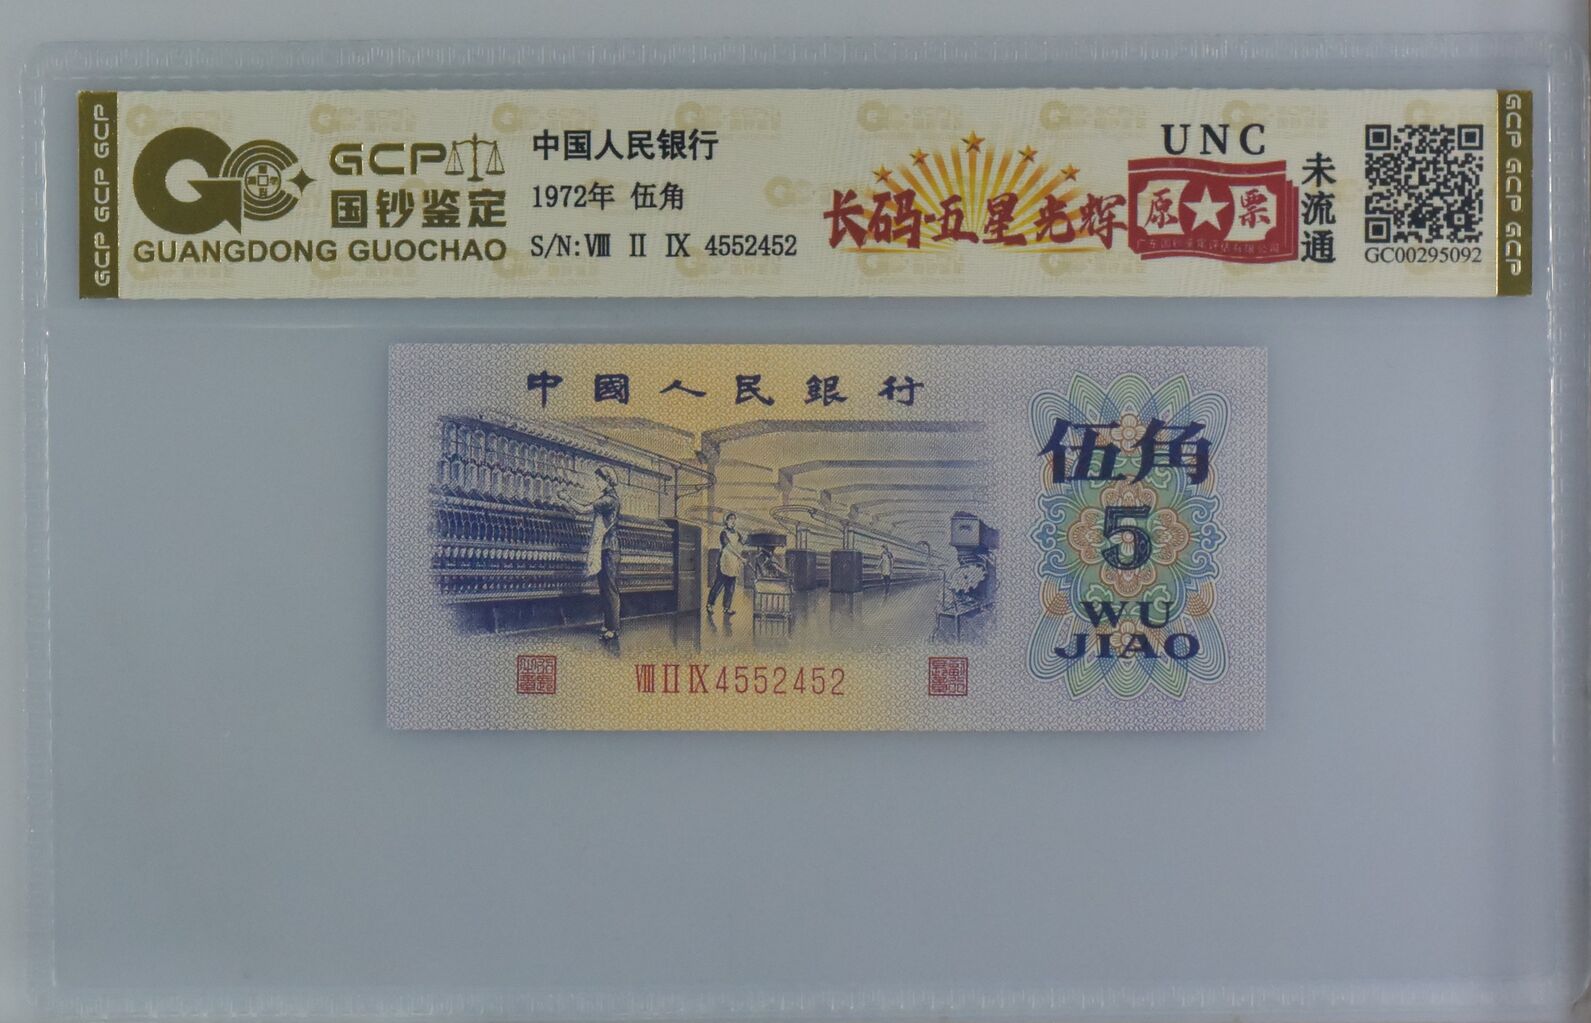 GCP GCP GCP
GCP
国钞鉴定
GUANGDONG GUOCHAO
中国人民银行
1972年 伍角
S/N:Ⅷ Ⅱ Ⅸ 4552452
长码·五星光辉
UNC
原票
未流通
GC00295092
GCP GCP GCP
中國人民銀行
伍角
5
WU
JIAO
ⅧⅡⅨ4552452